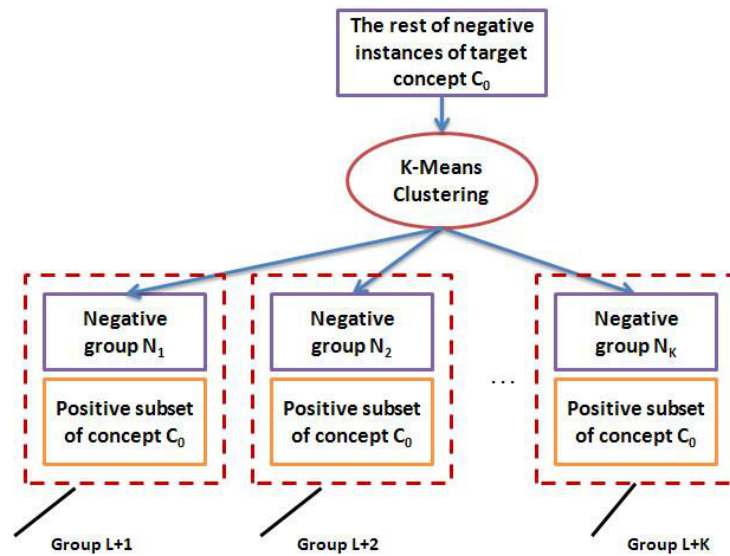 The rest of negative
instances of target
concept C₀
K-Means
Clustering
Negative
group N₁
Negative
group N₂
Negative
group Nₖ
Positive subset
of concept C₀
Positive subset
of concept C₀
...
Positive subset
of concept C₀
Group L+1
Group L+2
Group L+K